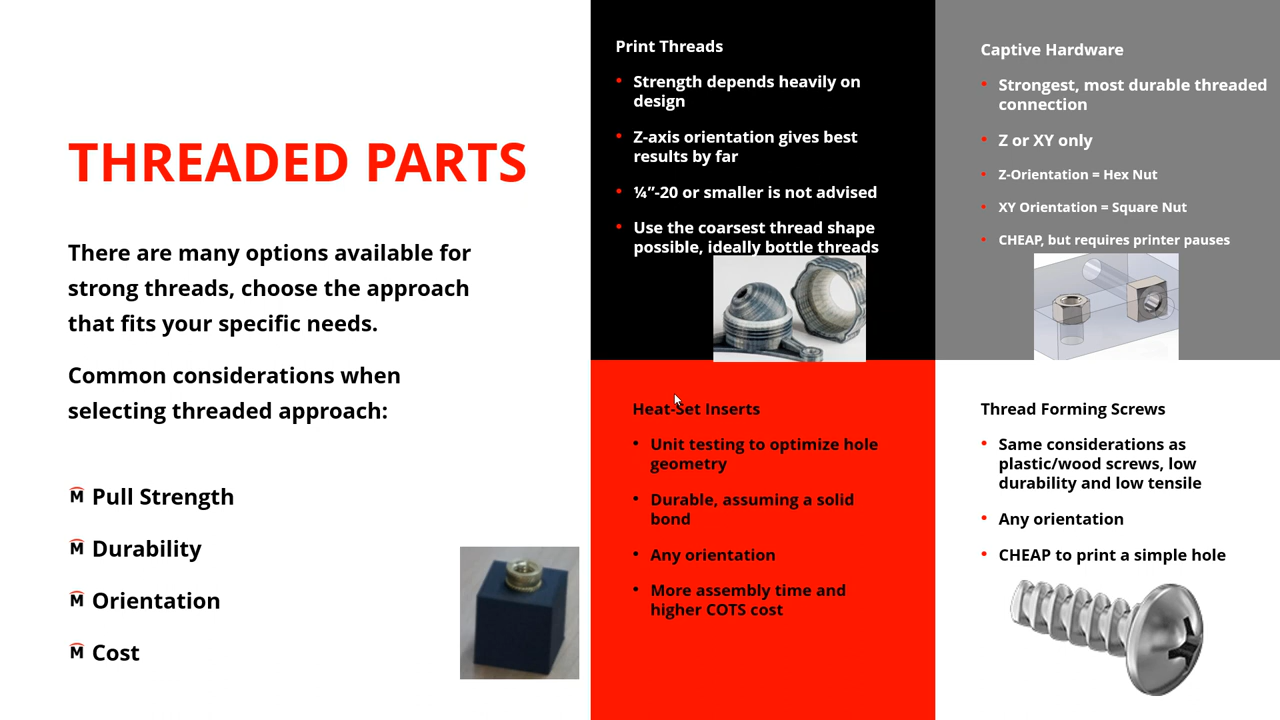 THREADED PARTS
There are many options available for
strong threads, choose the approach
that fits your specific needs.
Common considerations when
selecting threaded approach:
M Pull Strength
M Durability
M Orientation
M Cost
Print Threads
• Strength depends heavily on
design
• Z-axis orientation gives best
results by far
• ¼”-20 or smaller is not advised
• Use the coarsest thread shape
possible, ideally bottle threads
Captive Hardware
• Strongest, most durable threaded
connection
• Z or XY only
• Z-Orientation = Hex Nut
• XY Orientation = Square Nut
• CHEAP, but requires printer pauses
Heat-Set Inserts
• Unit testing to optimize hole
geometry
• Durable, assuming a solid
bond
• Any orientation
• More assembly time and
higher COTS cost
Thread Forming Screws
• Same considerations as
plastic/wood screws, low
durability and low tensile
• Any orientation
• CHEAP to print a simple hole